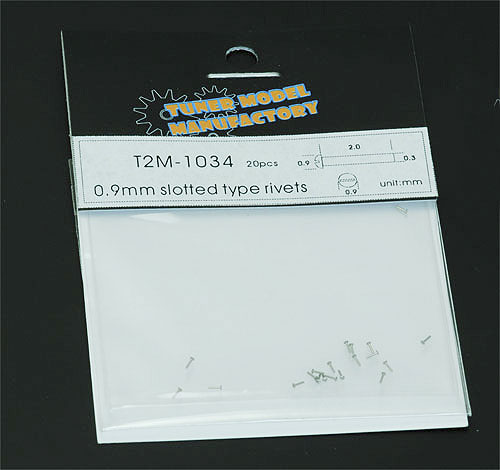 TUNER MODEL
MANUFACTORY
T2M-1034 20pcs
0.9mm slotted type rivets
2.0
0.9
0.3
0.9
unit:mm